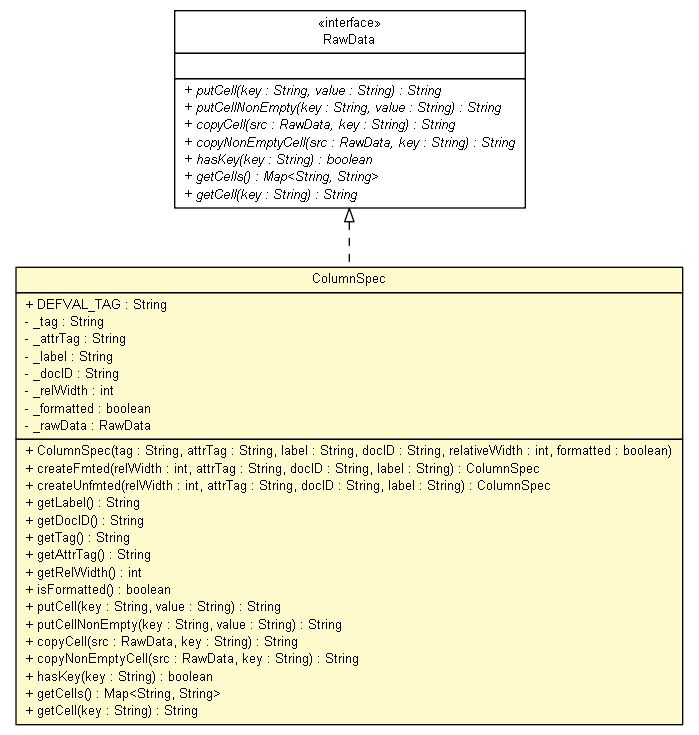 «interface»
RawData
+ putCell(key : String, value : String) : String
+ putCellNonEmpty(key : String, value : String) : String
+ copyCell(src : RawData, key : String) : String
+ copyNonEmptyCell(src : RawData, key : String) : String
+ hasKey(key : String) : boolean
+ getCells() : Map<String, String>
+ getCell(key : String) : String
ColumnSpec
+ DEFVAL_TAG : String
- _tag : String
- _attrTag : String
- _label : String
- _docID : String
- _relWidth : int
- _formatted : boolean
- _rawData : RawData
+ ColumnSpec(tag : String, attrTag : String, label : String, docID : String, relativeWidth : int, formatted : boolean)
+ createFmted(relWidth : int, attrTag : String, docID : String, label : String) : ColumnSpec
+ createUnfmted(relWidth : int, attrTag : String, docID : String, label : String) : ColumnSpec
+ getLabel() : String
+ getDocID() : String
+ getTag() : String
+ getAttrTag() : String
+ getRelWidth() : int
+ isFormatted() : boolean
+ putCell(key : String, value : String) : String
+ putCellNonEmpty(key : String, value : String) : String
+ copyCell(src : RawData, key : String) : String
+ copyNonEmptyCell(src : RawData, key : String) : String
+ hasKey(key : String) : boolean
+ getCells() : Map<String, String>
+ getCell(key : String) : String